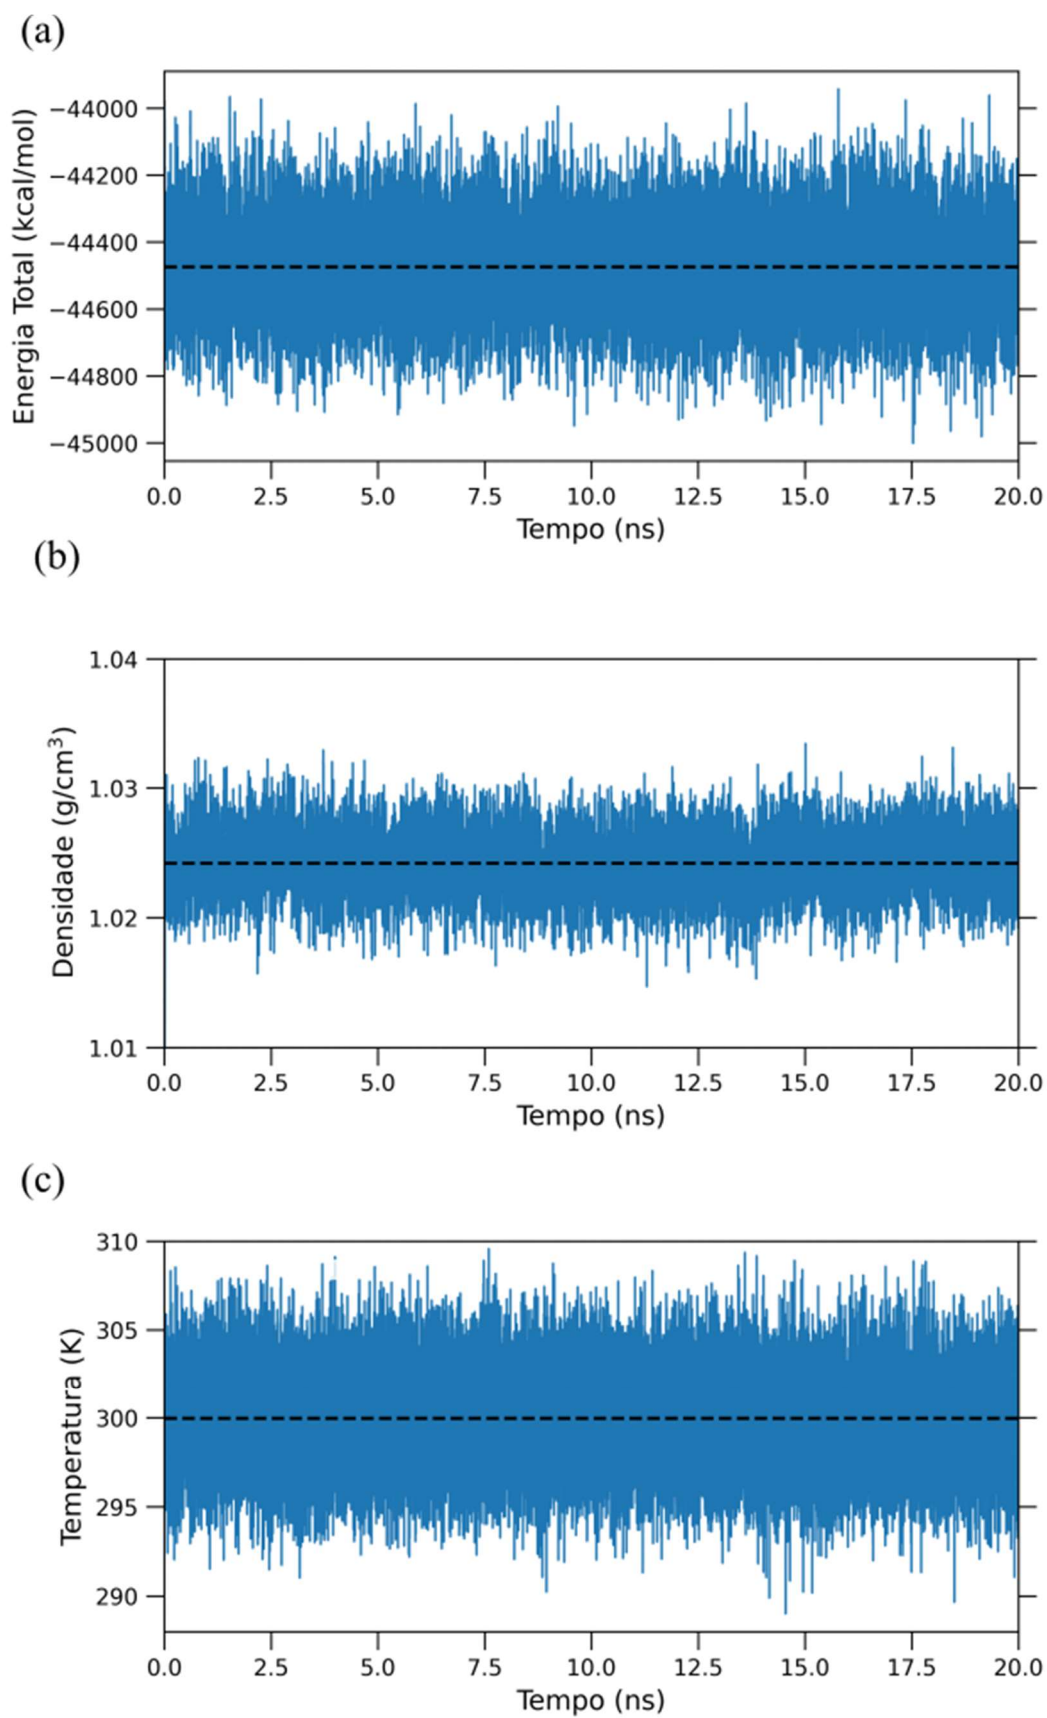 (a)
Energia Total (kcal/mol)
−44000
−44200
−44400
−44600
−44800
−45000
0.0 2.5 5.0 7.5 10.0 12.5 15.0 17.5 20.0
Tempo (ns)
(b)
Densidade (g/cm³)
1.04
1.03
1.02
1.01
0.0 2.5 5.0 7.5 10.0 12.5 15.0 17.5 20.0
Tempo (ns)
(c)
Temperatura (K)
310
305
300
295
290
0.0 2.5 5.0 7.5 10.0 12.5 15.0 17.5 20.0
Tempo (ns)